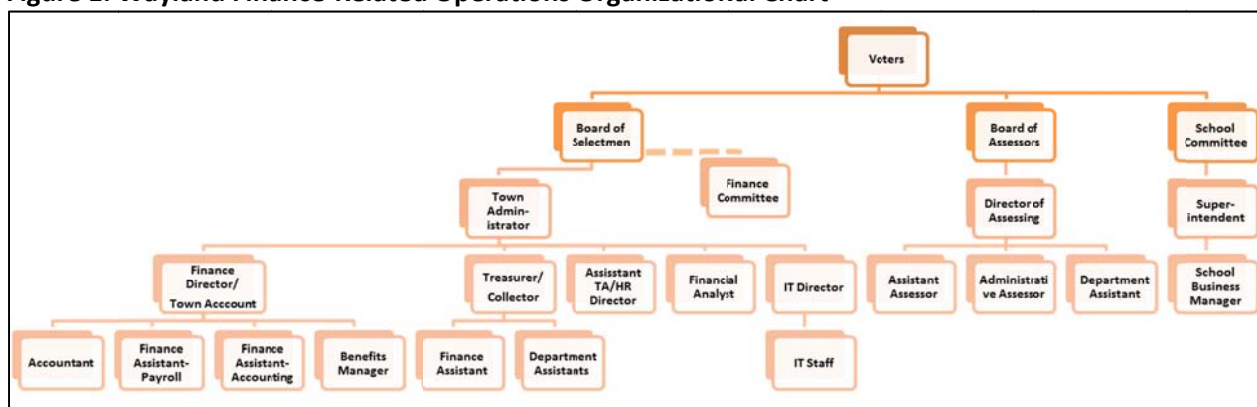 Figure 2: Wayland Finance-Related Operations Organizational Chart
Voters
Board of
Selectmen
Board of
Assessors
School
Committee
Finance
Committee
Town
Admin-
istrator
Director of
Assessing
Super-
intendent
Finance
Director/
Town Acccount
Treasurer/
Collector
Assisstant
TA/HR
Director
Financial
Analyst
IT Director
Assistant
Assessor
Administrati
ve Assessor
Department
Assistant
School
Business
Manager
Accountant
Finance
Assistant-
Payroll
Finance
Assistant-
Accounting
Benefits
Manager
Finance
Assistant
Department
Assistants
IT Staff